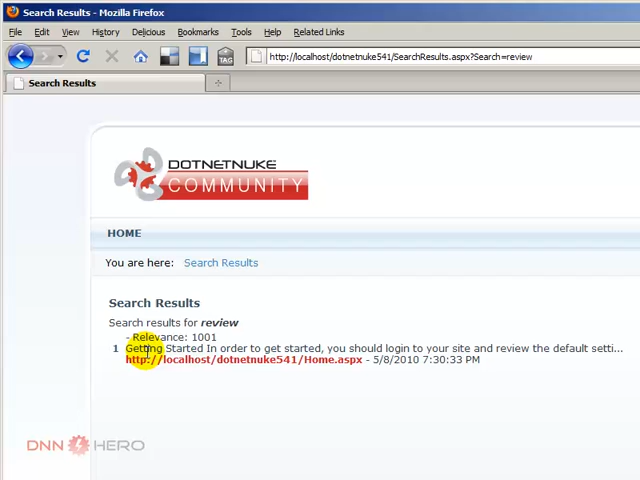 Search Results - Mozilla Firefox
File Edit View History Delicious Bookmarks Tools Help Related Links
TAG http://localhost/dotnetnuke541/SearchResults.aspx?Search=review
Search Results
DOTNETNUKE
COMMUNITY
HOME
You are here: Search Results
Search Results
Search results for review
- Relevance: 1001
1 Getting Started In order to get started, you should login to your site and review the default setti...
http://localhost/dotnetnuke541/Home.aspx - 5/8/2010 7:30:33 PM
DNN HERO